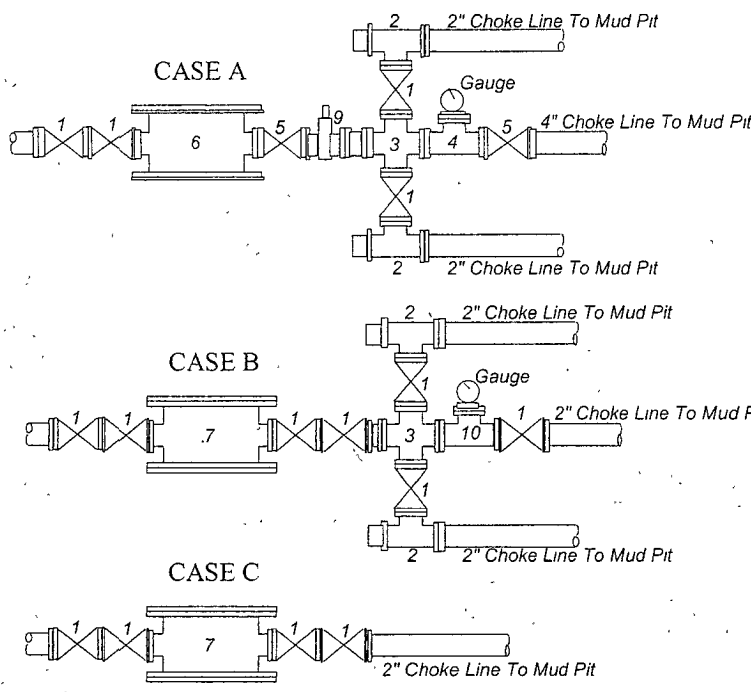 2 2" Choke Line To Mud Pit
CASE A
1 Gauge
1 1 6 5 9 3 4 5 4" Choke Line To Mud Pit
1
2 2" Choke Line To Mud Pit
2 2" Choke Line To Mud Pit
CASE B
1 Gauge
1 1 .7 1 1 3 10 1 2" Choke Line To Mud P
1
2 2" Choke Line To Mud Pit
CASE C
1 1 7 1 1
2" Choke Line To Mud Pit